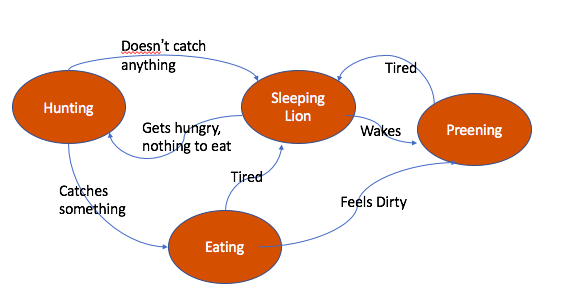 Doesn't catch
anything
Tired
Hunting
Sleeping
Lion
Gets hungry,
nothing to eat
Wakes
Preening
Tired
Catches
something
Feels Dirty
Eating